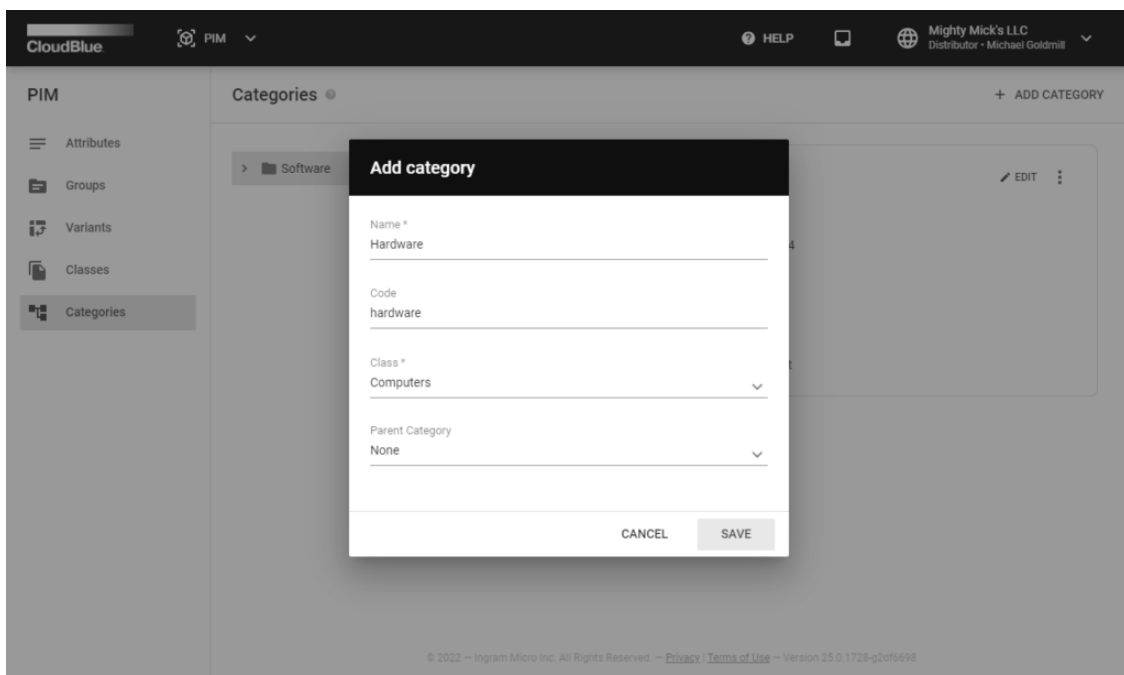 CloudBlue
PIM
HELP
Mighty Mick's LLC
Distributor • Michael Goldmill
PIM
Categories
+ ADD CATEGORY
Attributes
Groups
Variants
Classes
Categories
Software
EDIT
4
t
Add category
Name *
Hardware
Code
hardware
Class *
Computers
Parent Category
None
CANCEL
SAVE
© 2022 – Ingram Micro Inc. All Rights Reserved. – Privacy | Terms of Use – Version 25.0.1728-g2df6698